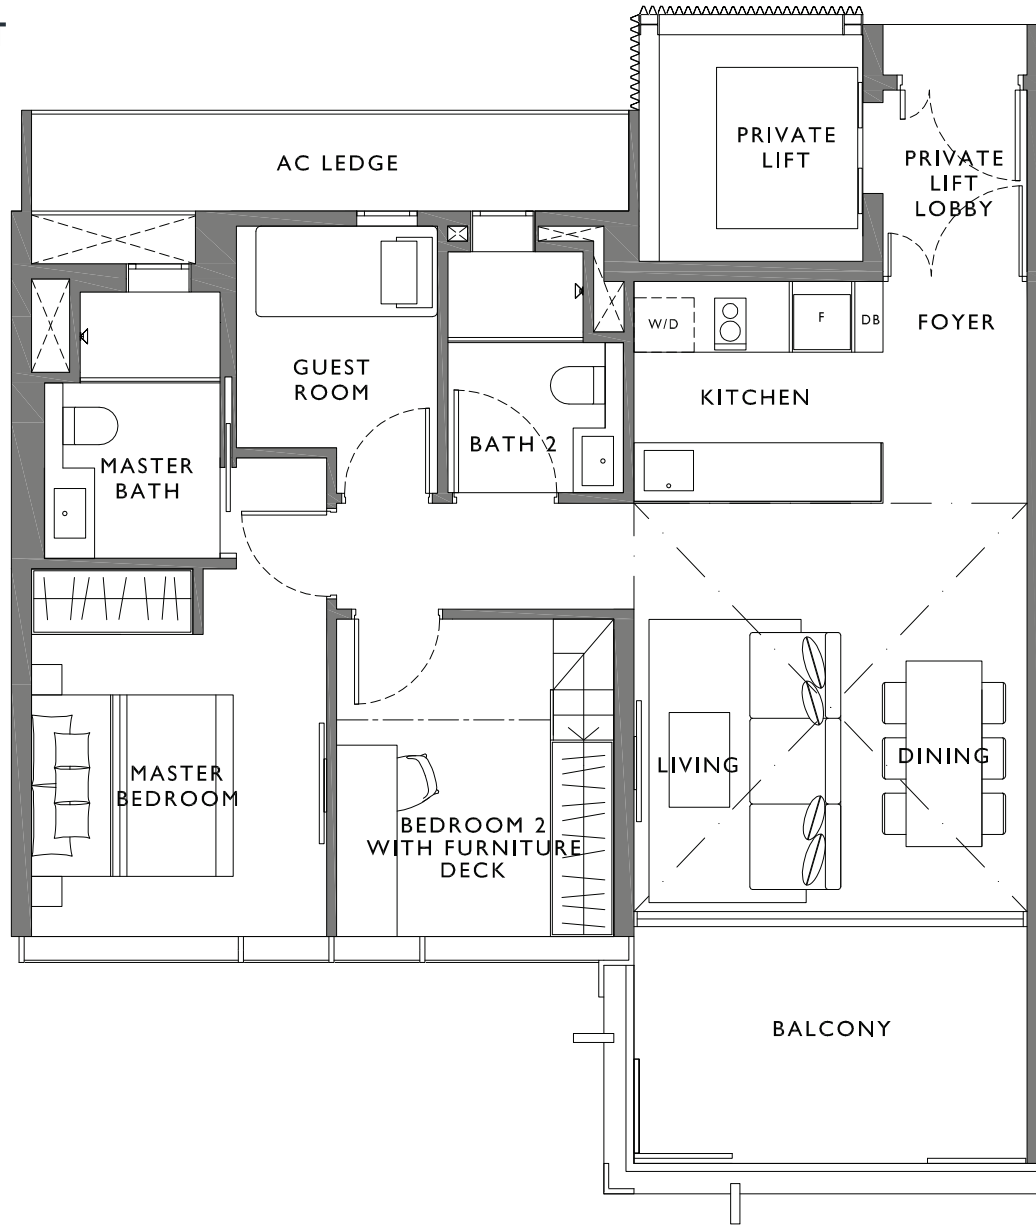 PRIVATE
LIFT
AC LEDGE
PRIVATE
LIFT
LOBBY
W/D
F
DB
FOYER
GUEST
ROOM
KITCHEN
BATH 2
MASTER
BATH
LIVING
DINING
MASTER
BEDROOM
BEDROOM 2
WITH FURNITURE
DECK
BALCONY